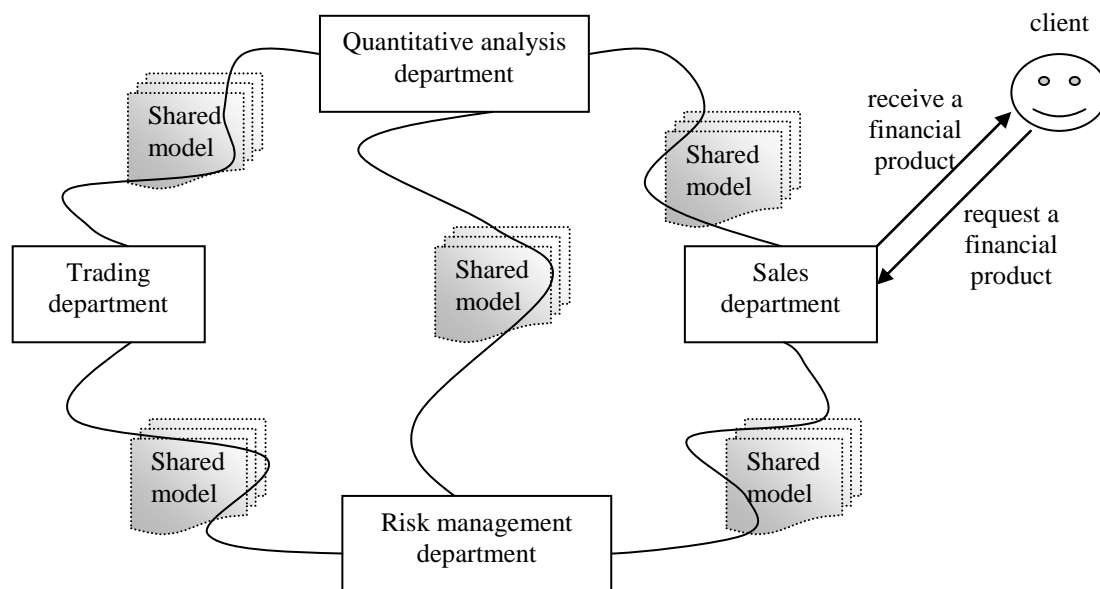 client
Quantitative analysis
department
receive a
financial
product
Shared
model
Shared
model
request a
financial
product
Trading
department
Shared
model
Sales
department
Shared
model
Shared
model
Risk management
department